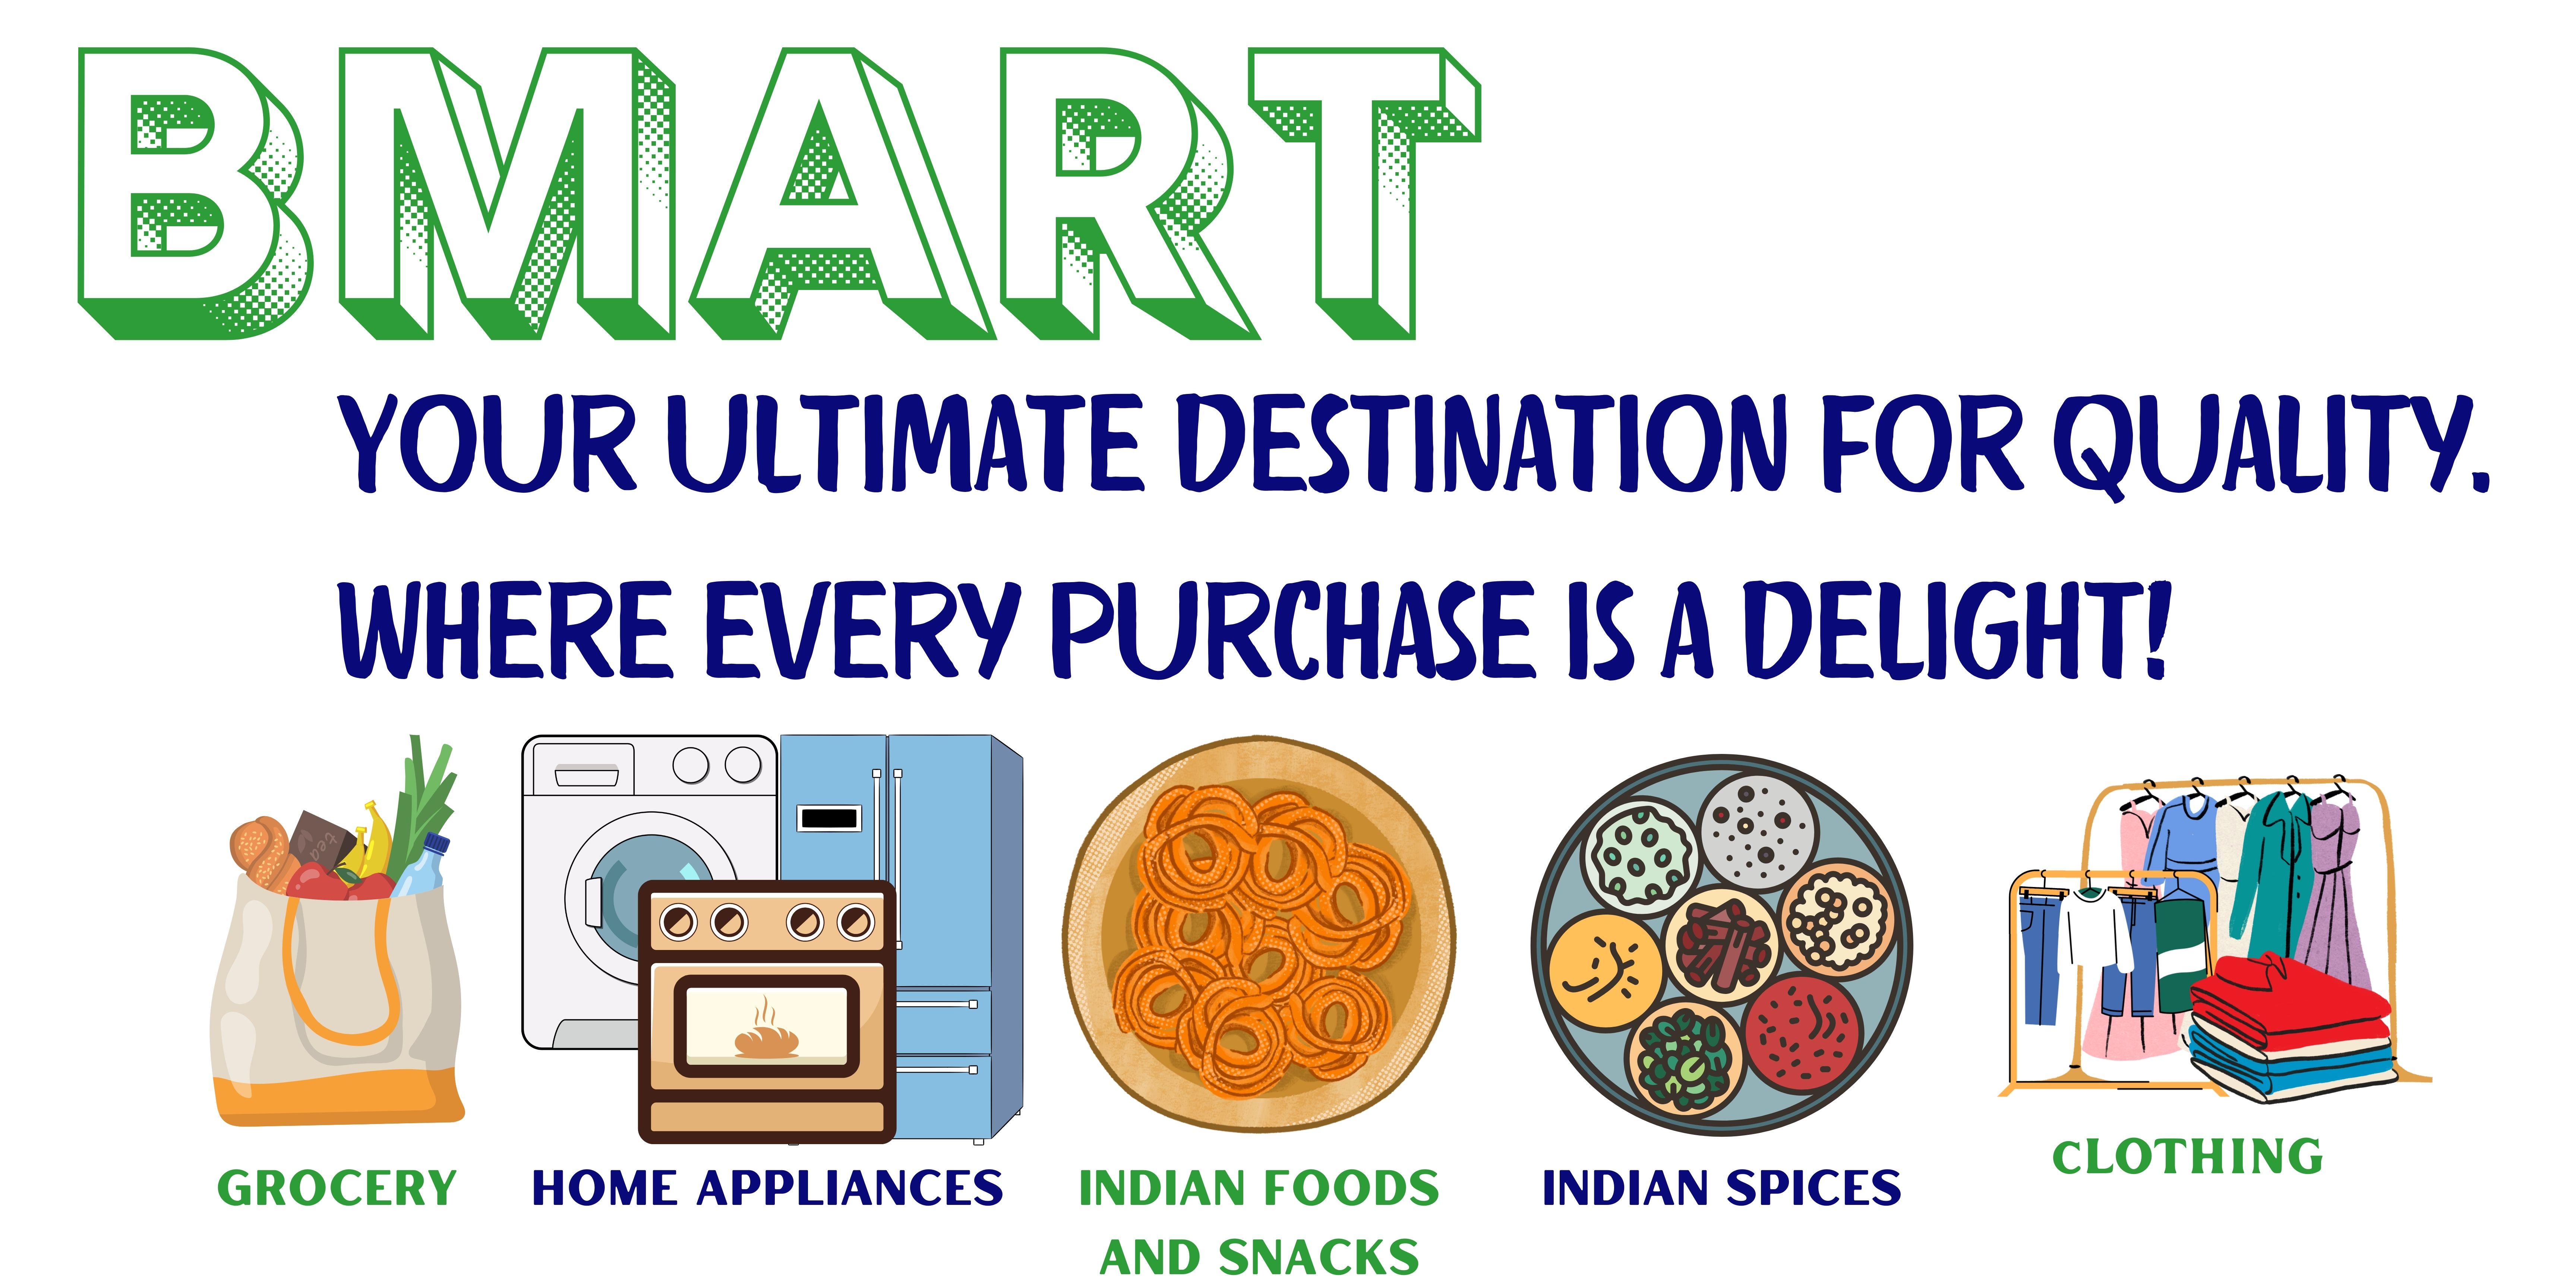 BMART
YOUR ULTIMATE DESTINATION FOR QUALITY.
WHERE EVERY PURCHASE IS A DELIGHT!
tea
GROCERY
HOME APPLIANCES
INDIAN FOODS
AND SNACKS
INDIAN SPICES
CLOTHING